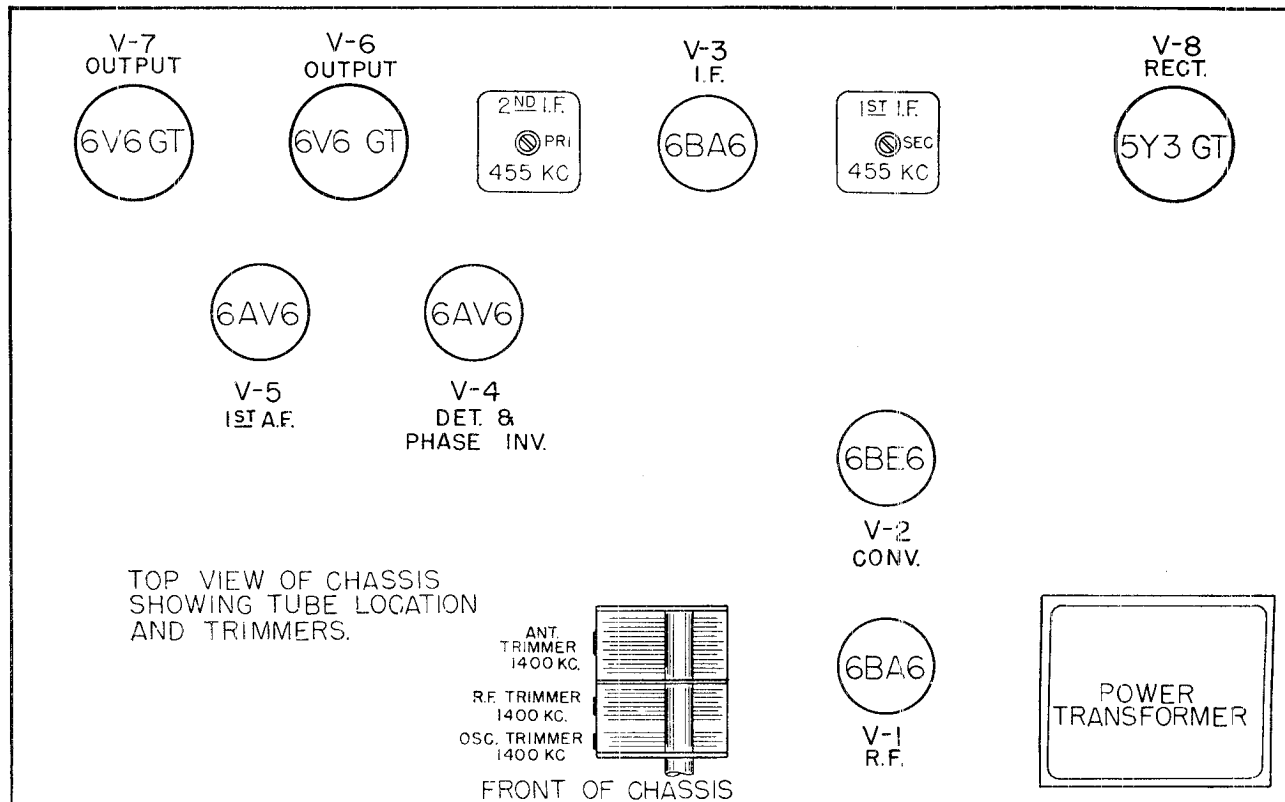 V-7
OUTPUT
6V6 GT
V-6
OUTPUT
6V6 GT
2ND I.F.
PRI
455 KC
V-3
I.F.
6BA6
1ST I.F.
SEC
455 KC
V-8
RECT.
5Y3 GT
6AV6
V-5
1ST A.F.
6AV6
V-4
DET. &
PHASE INV.
6BE6
V-2
CONV.
TOP VIEW OF CHASSIS
SHOWING TUBE LOCATION
AND TRIMMERS.
ANT.
TRIMMER
1400 KC.
R.F. TRIMMER
1400 KC.
OSC. TRIMMER
1400 KC
FRONT OF CHASSIS
6BA6
V-1
R.F.
POWER
TRANSFORMER